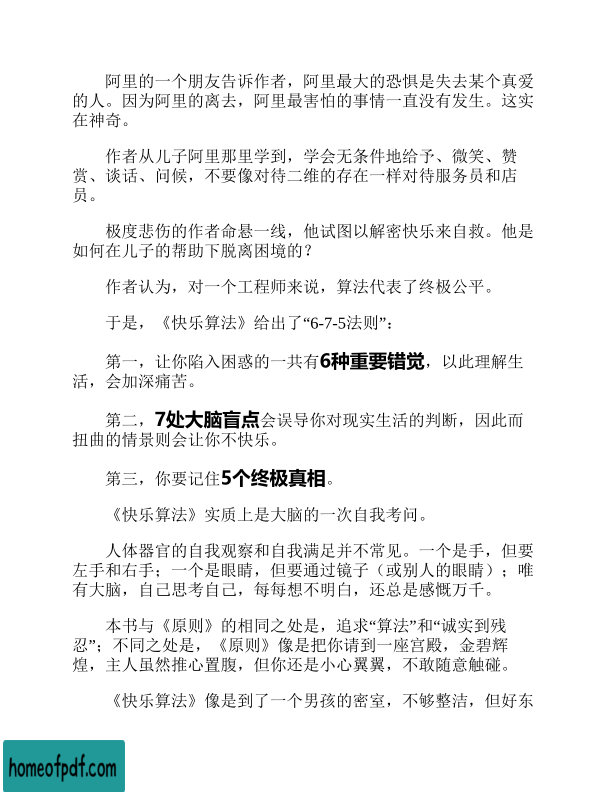 阿里的一个朋友告诉作者，阿里最大的恐惧是失去某个真爱
的人。因为阿里的离去，阿里最害怕的事情一直没有发生。这实
在神奇。
作者从儿子阿里那里学到，学会无条件地给予、微笑、赞
赏、谈话、问候，不要像对待二维的存在一样对待服务员和店
员。
极度悲伤的作者命悬一线，他试图以解密快乐来自救。他是
如何在儿子的帮助下脱离困境的？
作者认为，对一个工程师来说，算法代表了终极公平。
于是，《快乐算法》给出了“6-7-5法则”；
第一，让你陷入困惑的一共有6种重要错觉，以此理解生
活，会加深痛苦。
第二，7处大脑盲点会误导你对现实生活的判断，因此而
扭曲的情景则会让你不快乐。
第三，你要记住5个终极真相。
《快乐算法》实质上是大脑的一次自我考问。
人体器官的自我观察和自我满足并不常见。一个是手，但要
左手和右手；一个是眼睛，但要通过镜子（或别人的眼睛）；唯
有大脑，自己思考自己，每每想不明白，还总是感慨万千。
本书与《原则》的相同之处是，追求“算法”和“诚实到残
忍”；不同之处是，《原则》像是把你请到一座宫殿，金碧辉
煌，主人虽然推心置腹，但你还是小心翼翼，不敢随意触碰。
《快乐算法》像是到了一个男孩的密室，不够整洁，但好东
homeofpdf.com